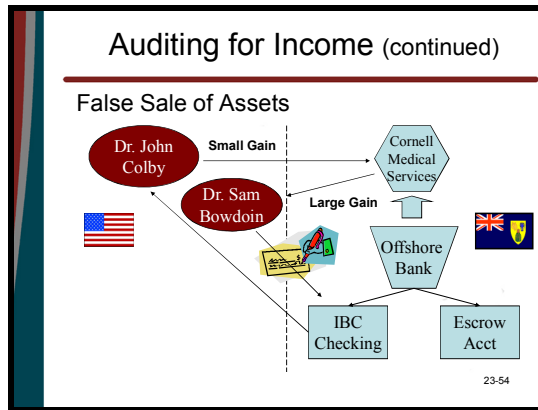 Auditing for Income (continued)
False Sale of Assets
Dr. John
Colby
Small Gain
Cornell
Medical
Services
Dr. Sam
Bowdoin
Large Gain
Offshore
Bank
IBC
Checking
Escrow
Acct
23-54